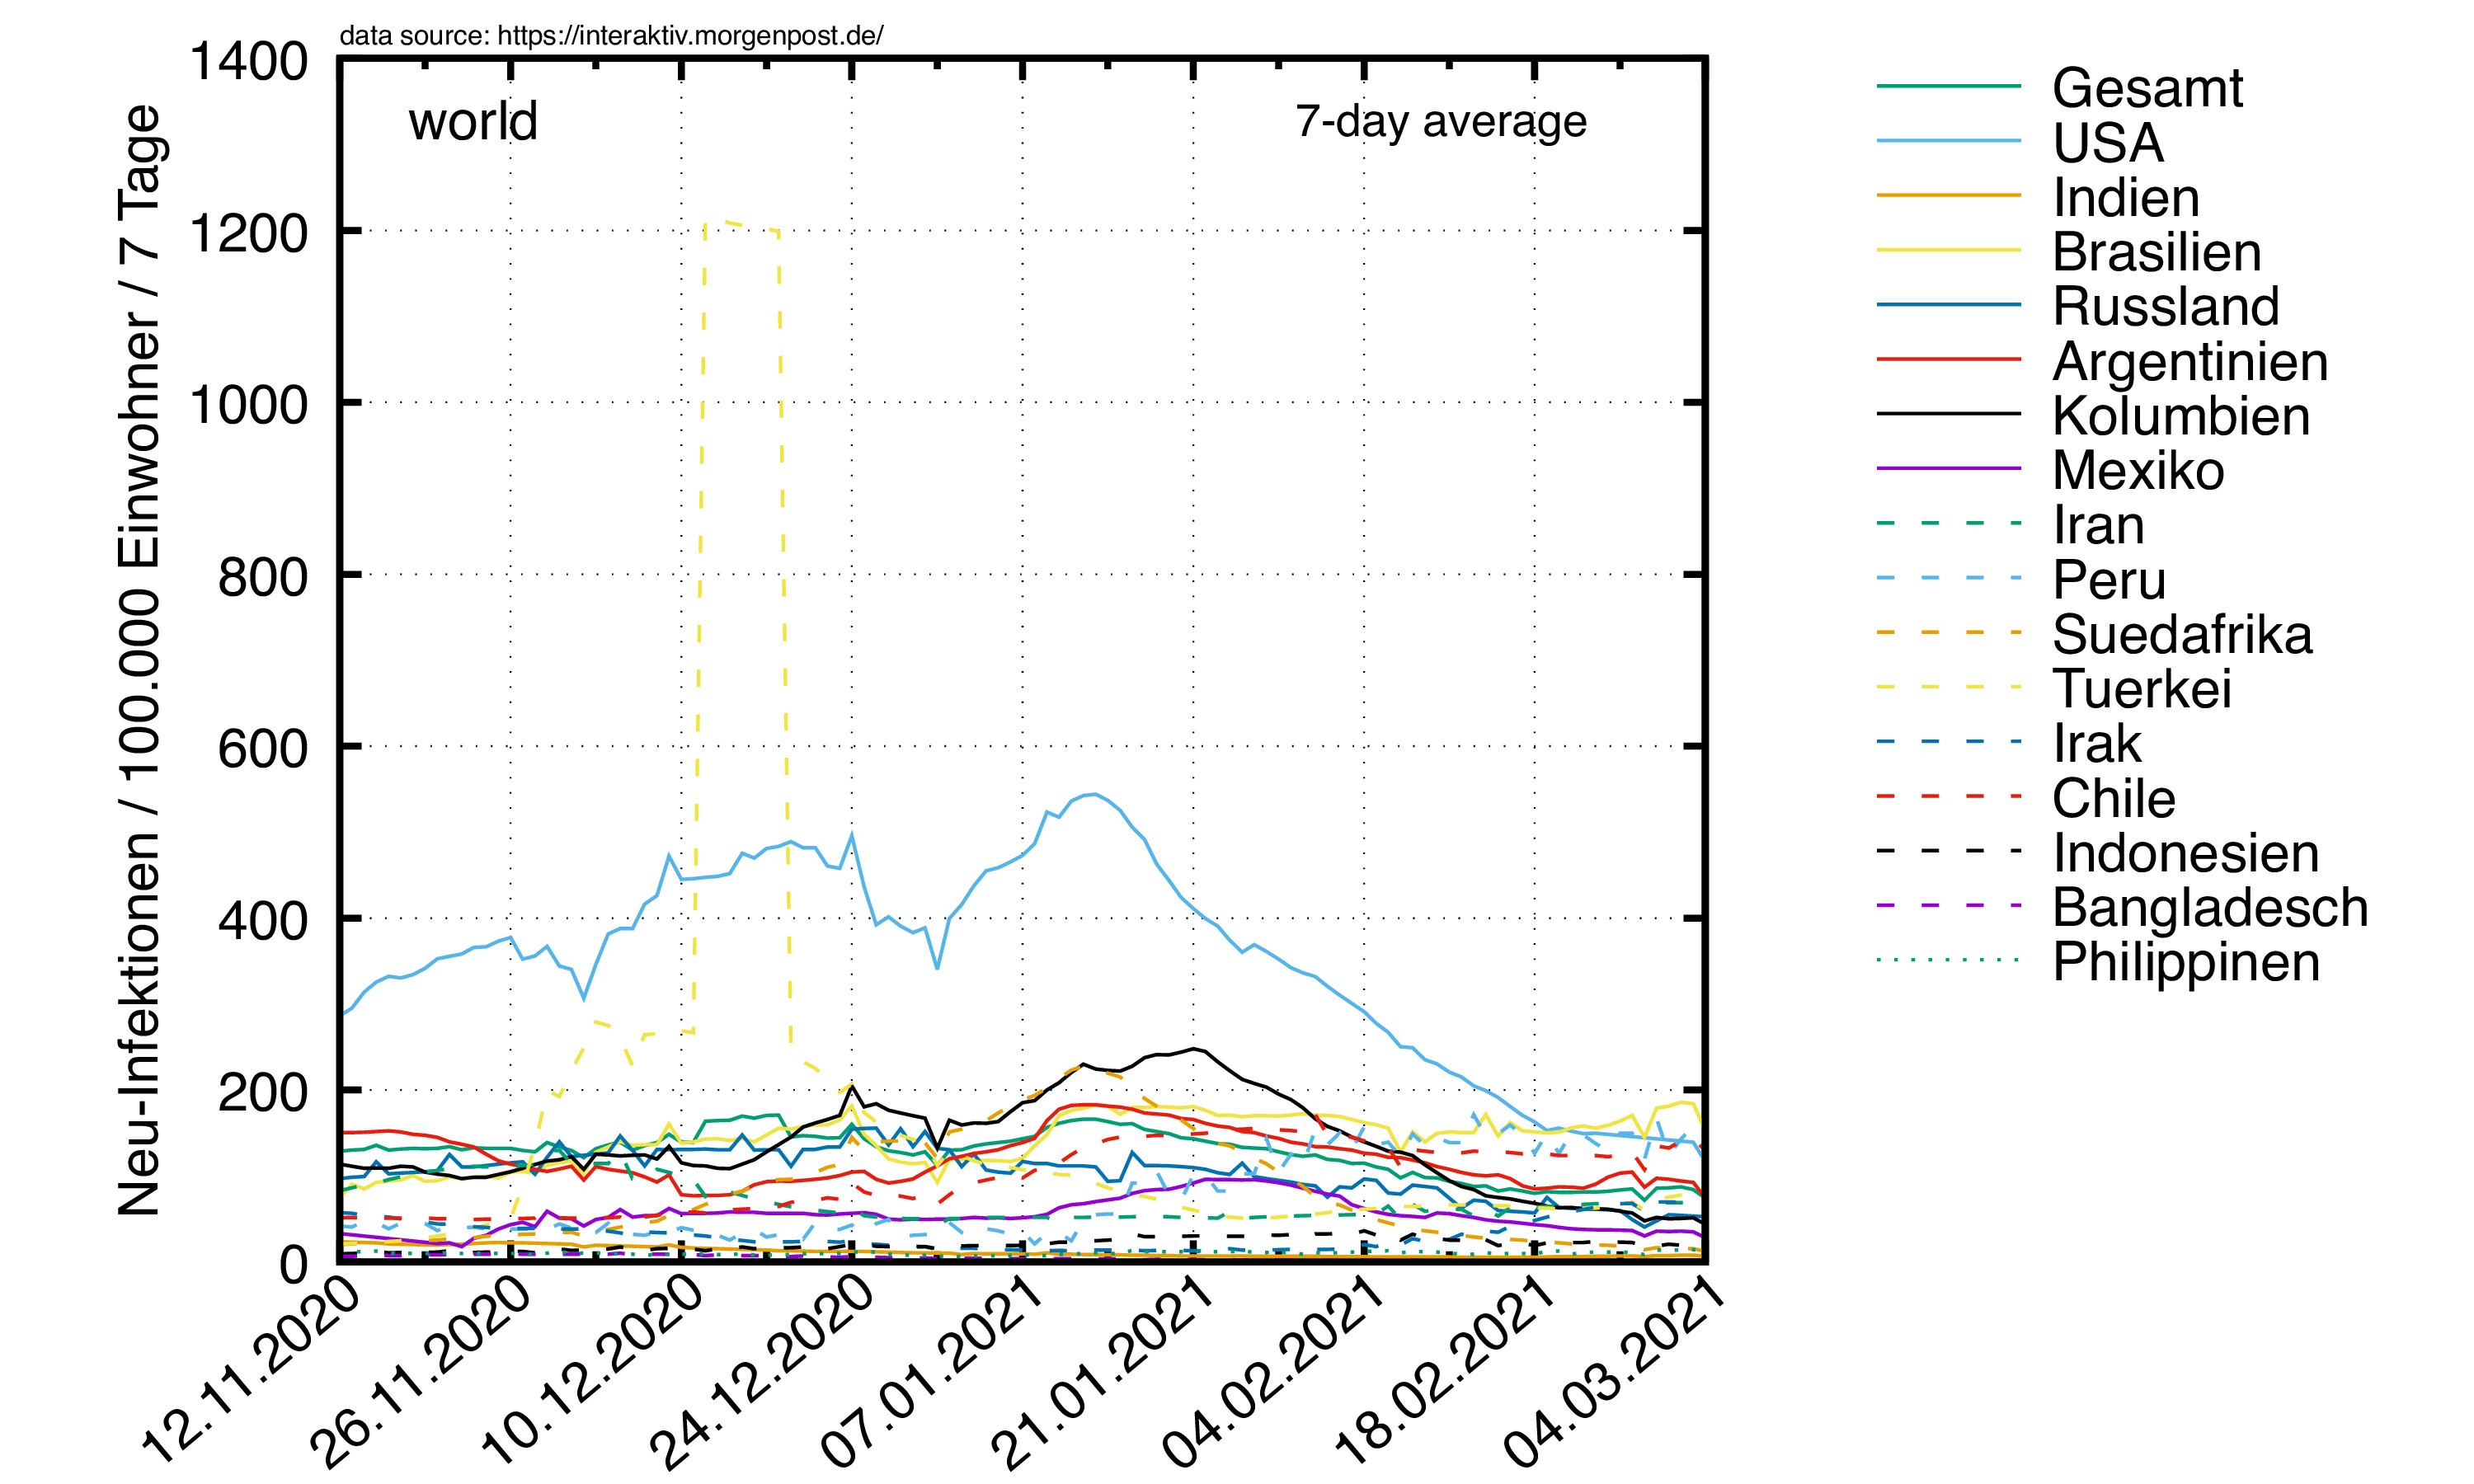 data source: https://interaktiv.morgenpost.de/
world
7-day average
Neu-Infektionen / 100.000 Einwohner / 7 Tage
1400
1200
1000
800
600
400
200
0
12.11.2020
26.11.2020
10.12.2020
24.12.2020
07.01.2021
21.01.2021
04.02.2021
18.02.2021
04.03.2021
Gesamt
USA
Indien
Brasilien
Russland
Argentinien
Kolumbien
Mexiko
Iran
Peru
Suedafrika
Tuerkei
Irak
Chile
Indonesien
Bangladesch
Philippinen